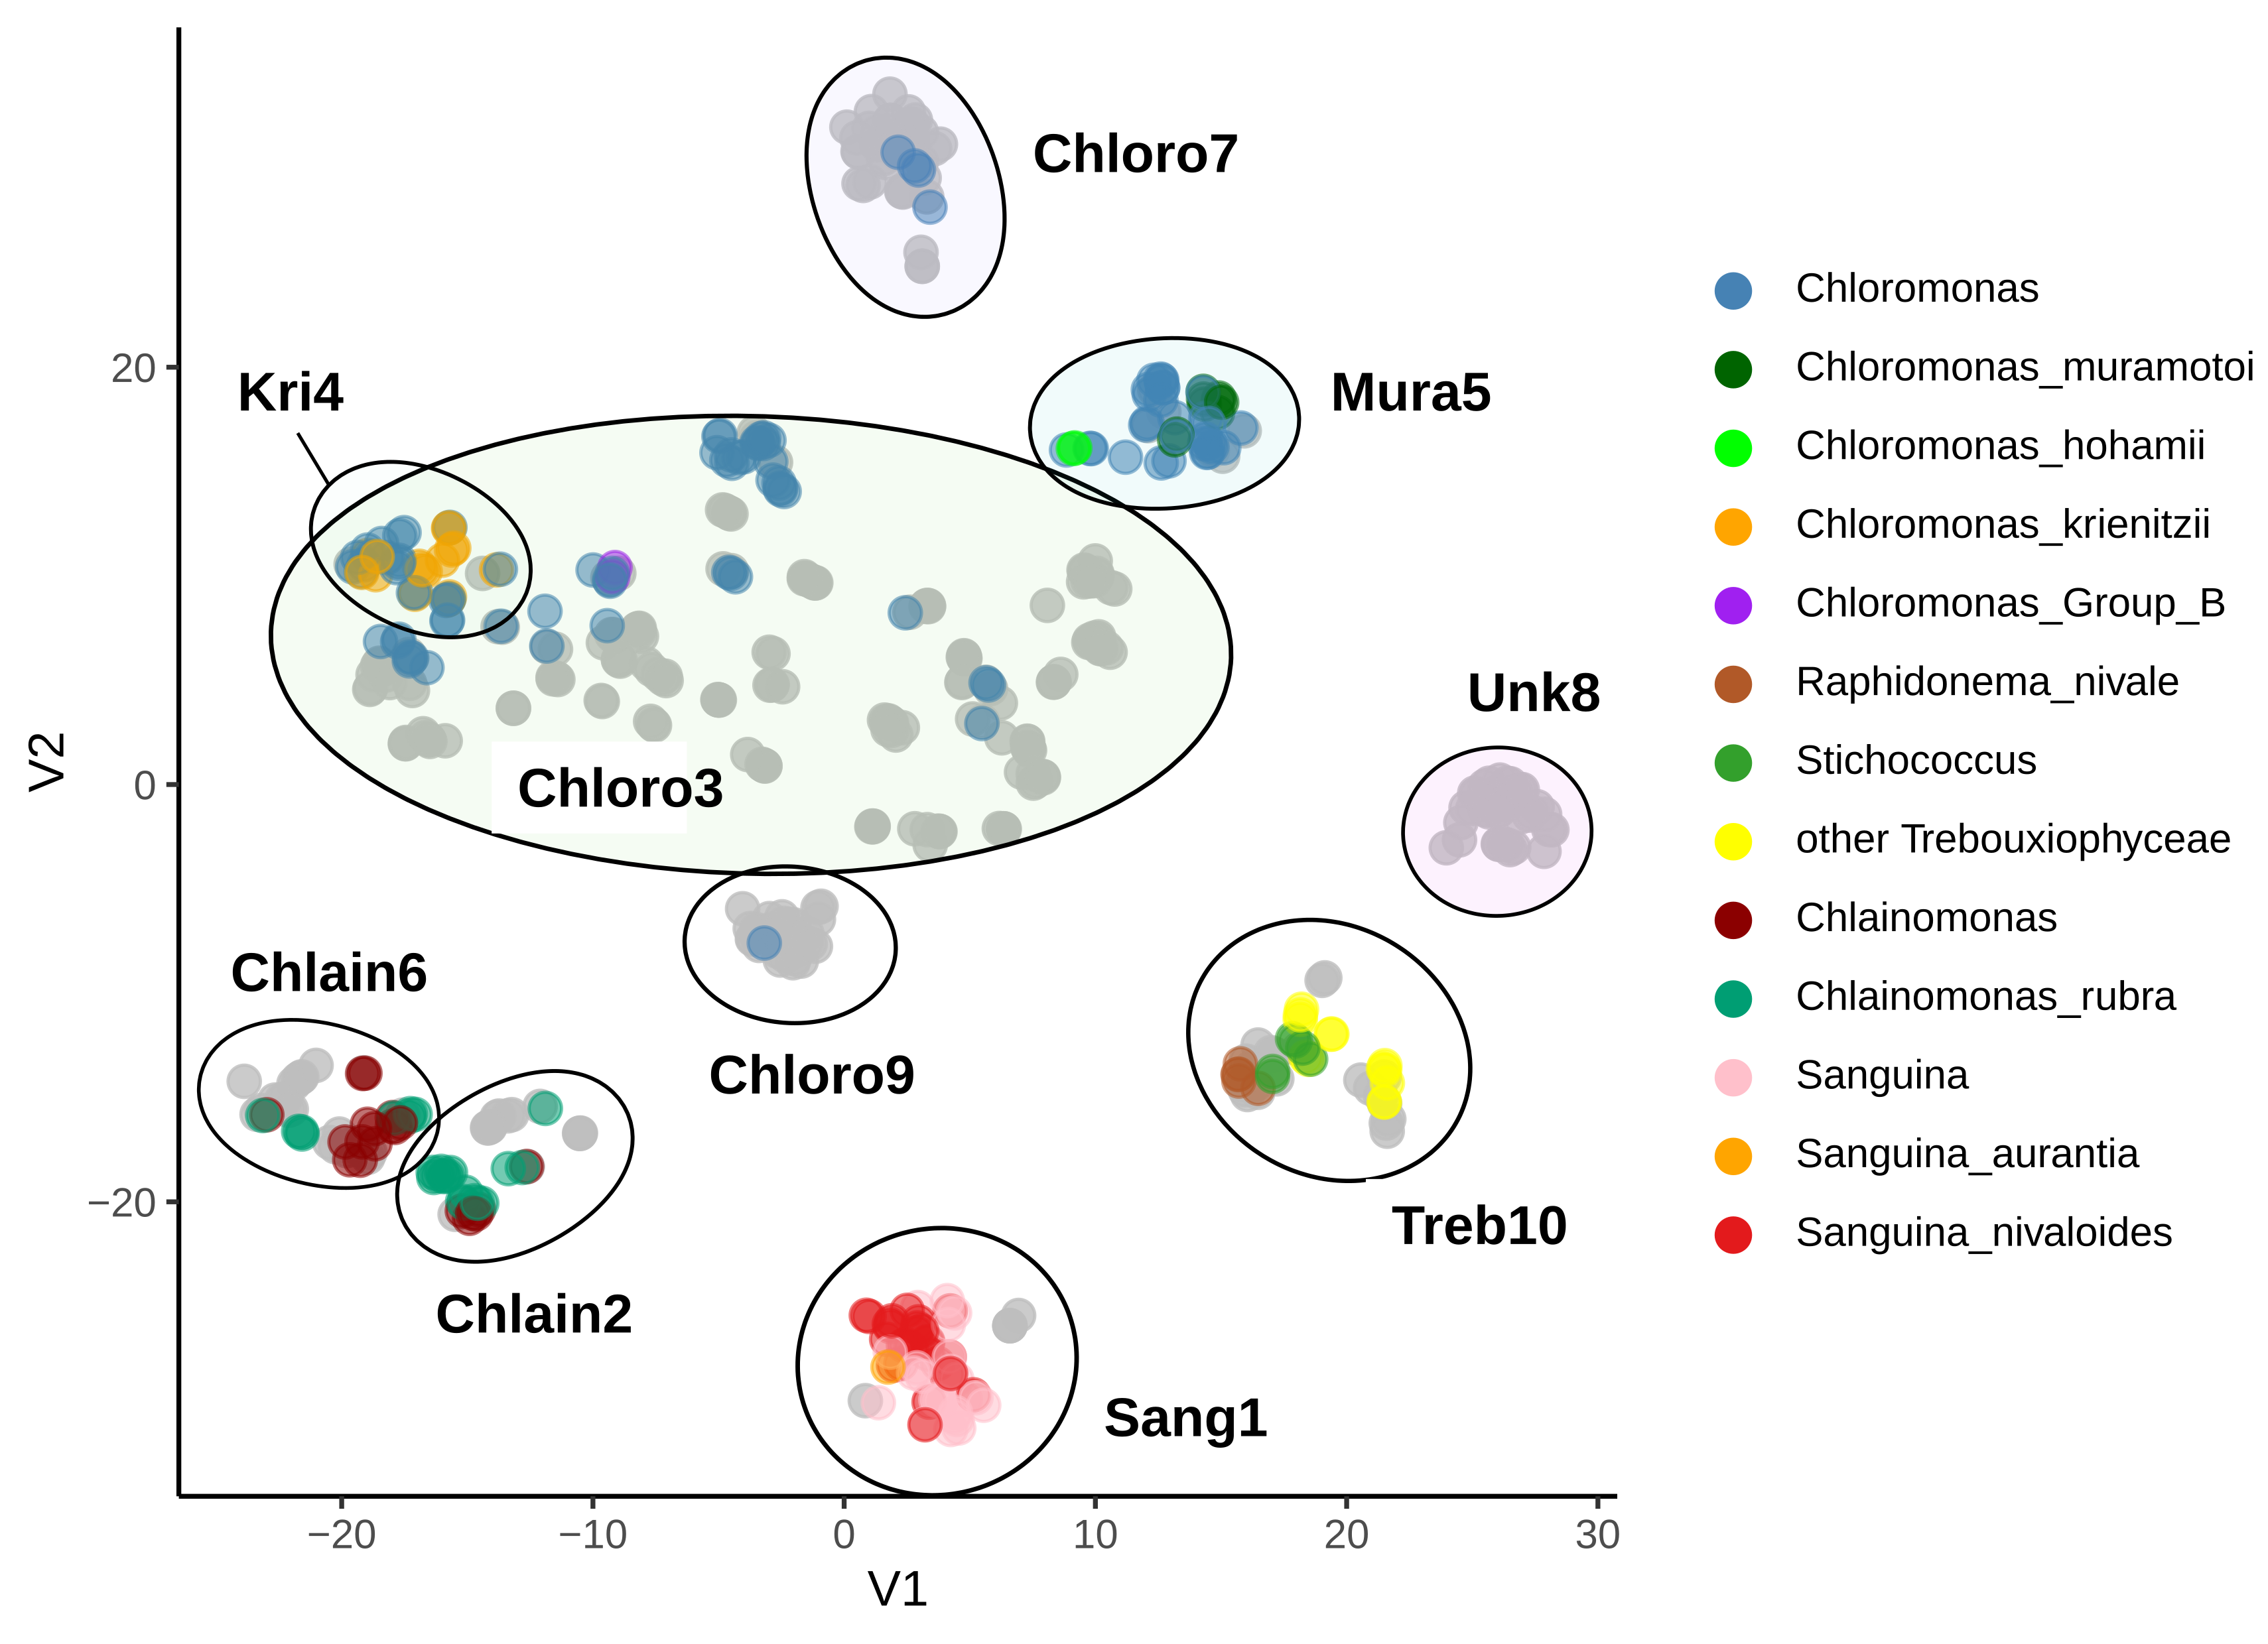 Chloro7
Chloromonas
20
Kri4
Mura5
Chloromonas_muramotoi
Chloromonas_hohamii
Chloromonas_krienitzii
Chloromonas_Group_B
Raphidonema_nivale
Unk8
Stichococcus
V2
0
Chloro3
other Trebouxiophyceae
Chlainomonas
Chlain6
Chlainomonas_rubra
Chloro9
Sanguina
Sanguina_aurantia
−20
Treb10
Sanguina_nivaloides
Chlain2
Sang1
−20
−10
0
10
20
30
V1